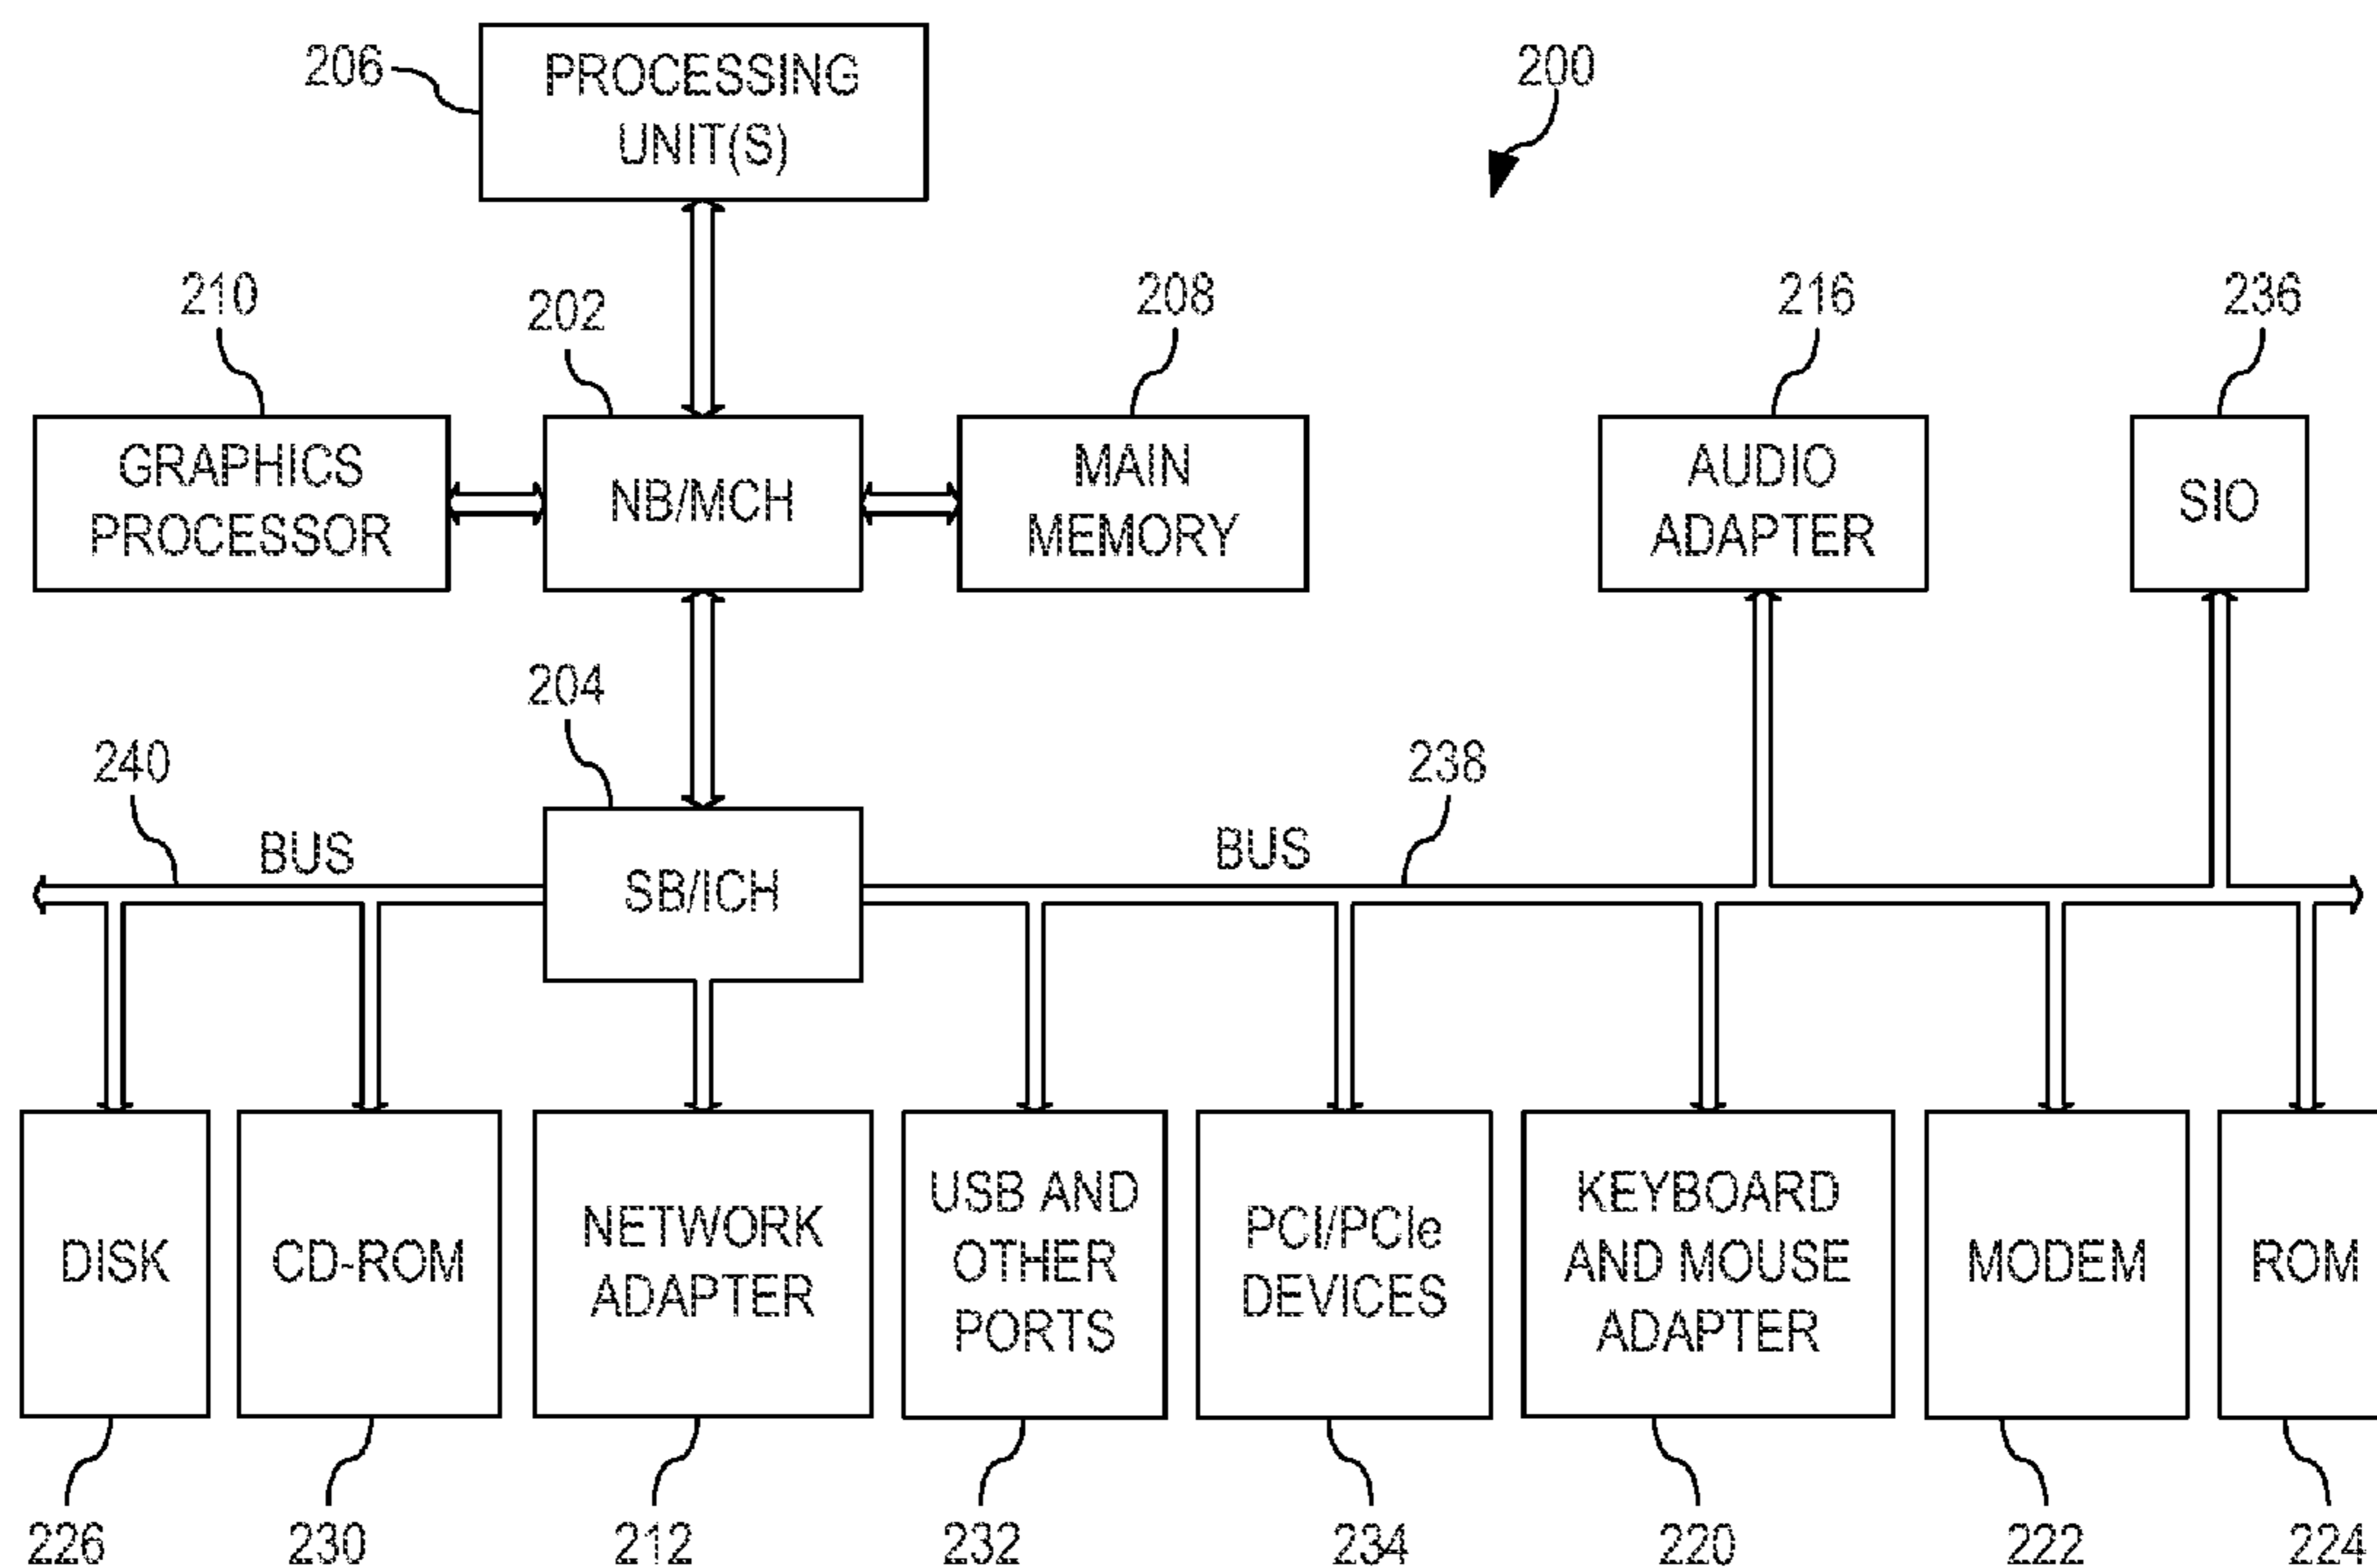 206
PROCESSING
UNIT(S)
200
210
202
208
216
236
GRAPHICS
PROCESSOR
NB/MCH
MAIN
MEMORY
AUDIO
ADAPTER
SIO
204
240
BUS
SB/ICH
BUS
238
DISK
CD-ROM
NETWORK
ADAPTER
USB AND
OTHER
PORTS
PCI/PCIe
DEVICES
KEYBOARD
AND MOUSE
ADAPTER
MODEM
ROM
226
230
212
232
234
220
222
224